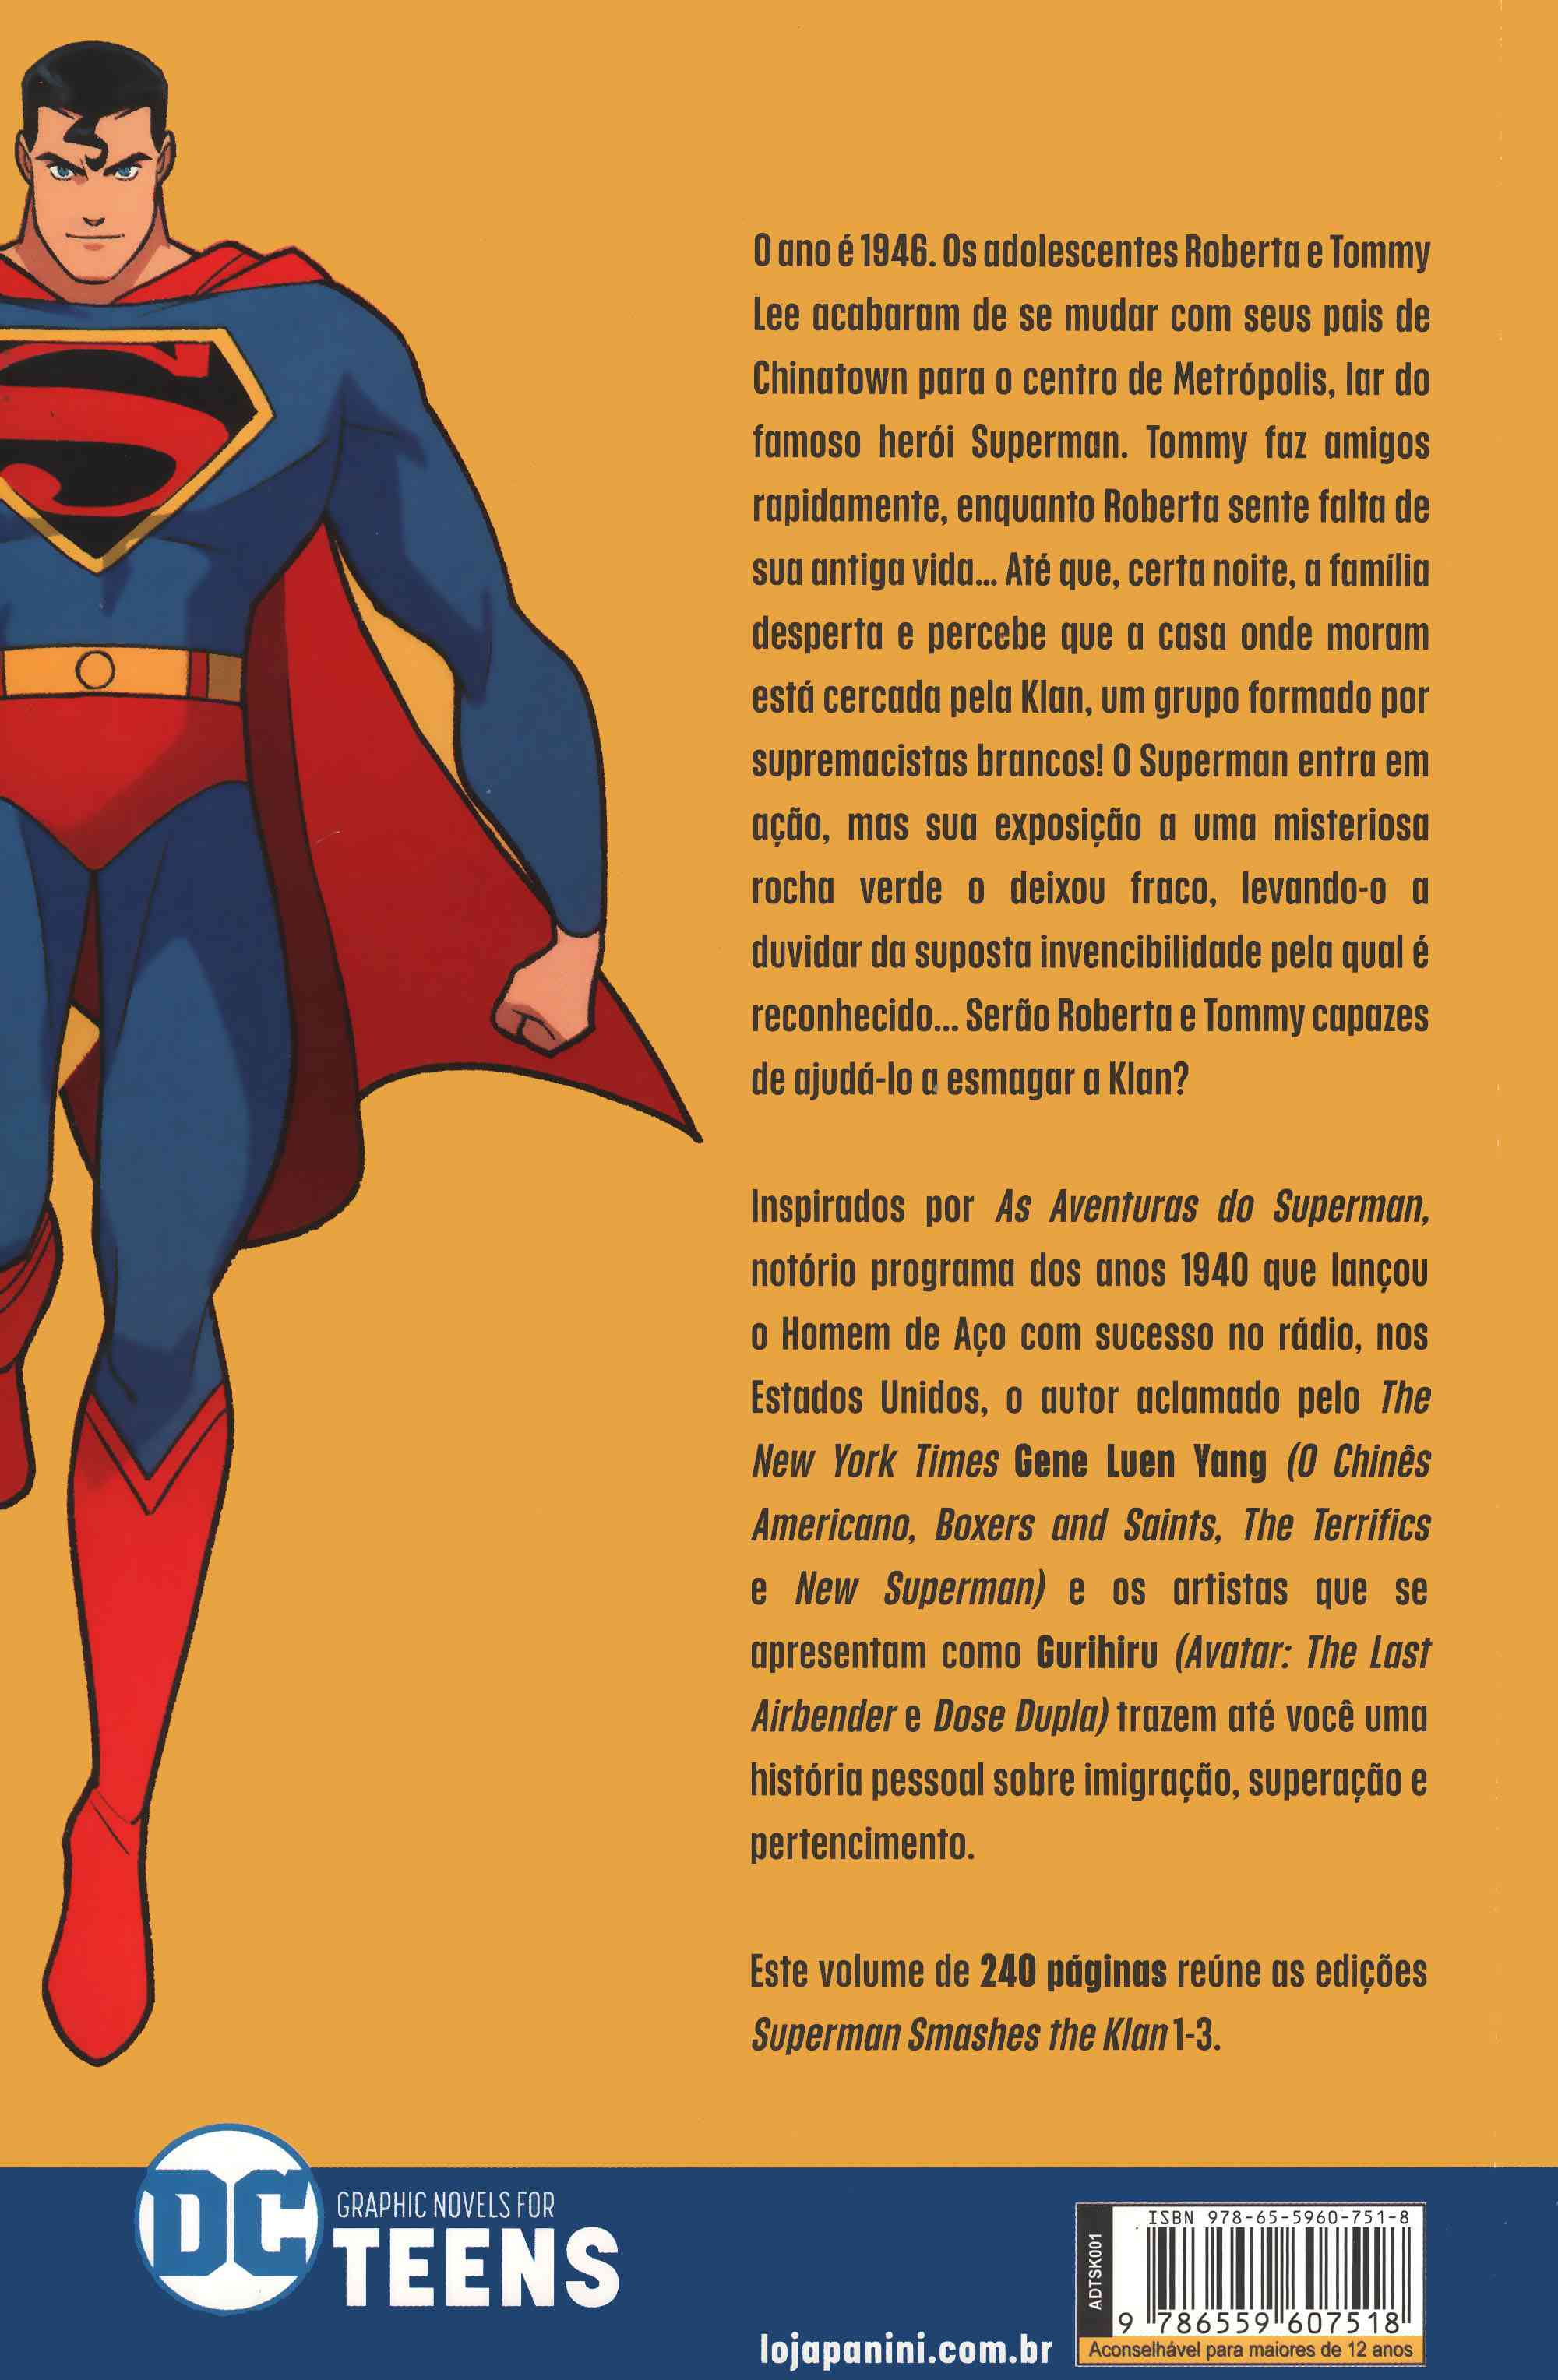 O ano é 1946. Os adolescentes Roberta e Tommy
Lee acabaram de se mudar com seus pais de
Chinatown para o centro de Metrópolis, lar do
famoso herói Superman. Tommy faz amigos
rapidamente, enquanto Roberta sente falta de
sua antiga vida... Até que, certa noite, a família
desperta e percebe que a casa onde moram
está cercada pela Klan, um grupo formado por
supremacistas brancos! O Superman entra em
ação, mas sua exposição a uma misteriosa
rocha verde o deixou fraco, levando-o a
duvidar da suposta invencibilidade pela qual é
reconhecido... Serão Roberta e Tommy capazes
de ajudá-lo a esmagar a Klan?
Inspirados por As Aventuras do Superman,
notório programa dos anos 1940 que lançou
o Homem de Aço com sucesso no rádio, nos
Estados Unidos, o autor aclamado pelo The
New York Times Gene Luen Yang (O Chinês
Americano, Boxers and Saints, The Terrifics
e New Superman) e os artistas que se
apresentam como Gurihiru (Avatar: The Last
Airbender e Dose Dupla) trazem até você uma
história pessoal sobre imigração, superação e
pertencimento.
Este volume de 240 páginas reúne as edições
Superman Smashes the Klan 1-3.
S
DC
GRAPHIC NOVELS FOR
TEENS
lojapanini.com.br
ADTSK001
ISBN 978-65-5960-751-8
9 786559 607518
Aconselhável para maiores de 12 anos